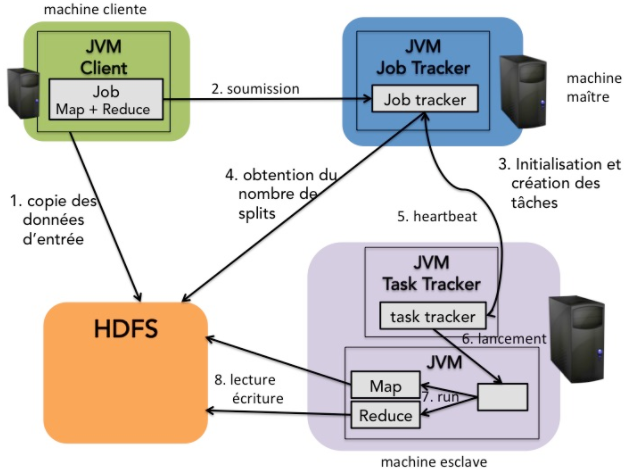 machine cliente
JVM
Client
Job
Map + Reduce
2. soumission
JVM
Job Tracker
Job tracker
machine
maître
1. copie des
données
d'entrée
4. obtention du
nombre de
splits
3. Initialisation et
création des
tâches
5. heartbeat
HDFS
JVM
Task Tracker
task tracker
6. lancement
JVM
8. lecture
écriture
Map
7. run
Reduce
machine esclave